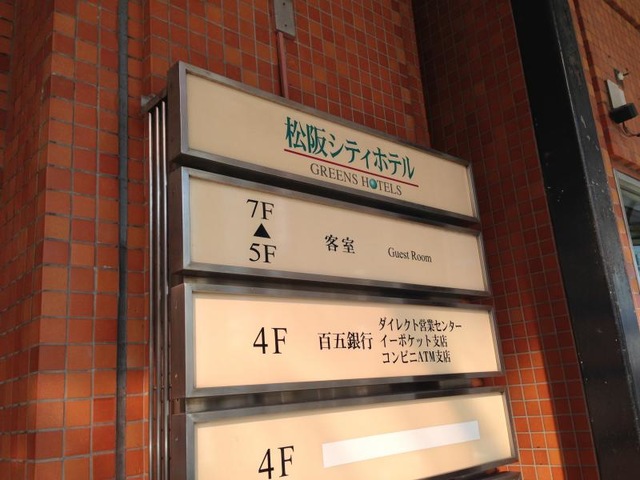 松阪シティホテル
GREENS HOTELS
7F
▲
5F
客室 Guest Room
4F
百五銀行
ダイレクト営業センター
イーポケット支店
コンビニATM支店
4F